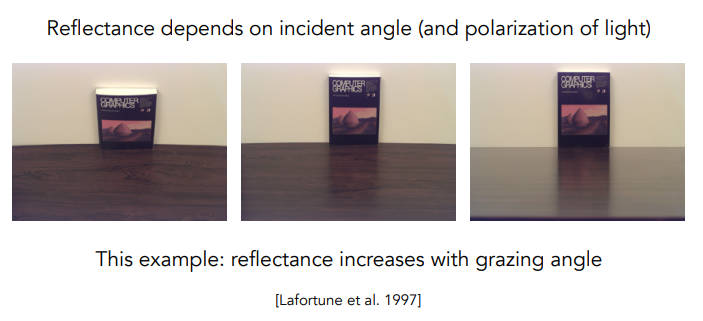 Reflectance depends on incident angle (and polarization of light)
COMPUTER
GRAPHICS
COMPUTER
GRAPHICS
COMPUTER
GRAPHICS
This example: reflectance increases with grazing angle
[Lafortune et al. 1997]